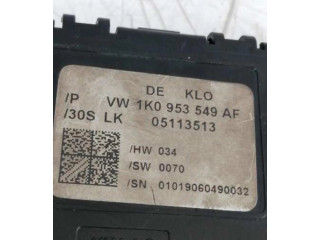 DE KLO
/P VW 1K0 953 549 AF
/30S LK 05113513
/HW 034
/SW 0070
/SN 01019060490032